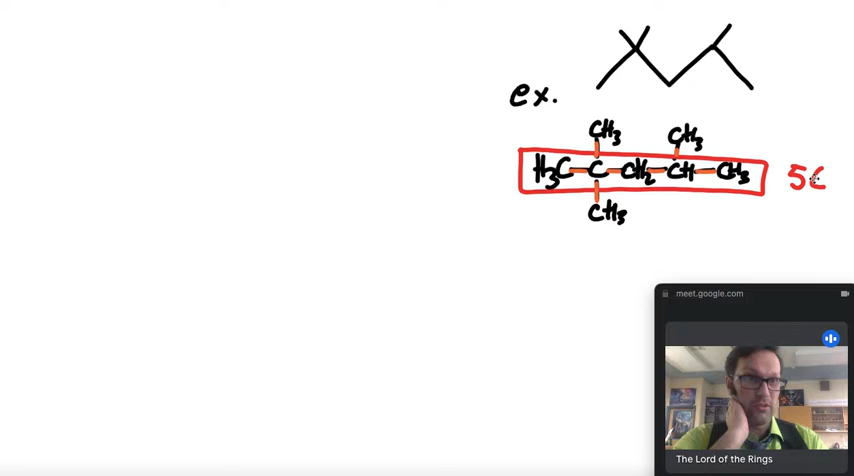 ex.
CH3 CH3
H3C-C-CH2-CH-CH3 5C
CH3
meet.google.com
The Lord of the Rings